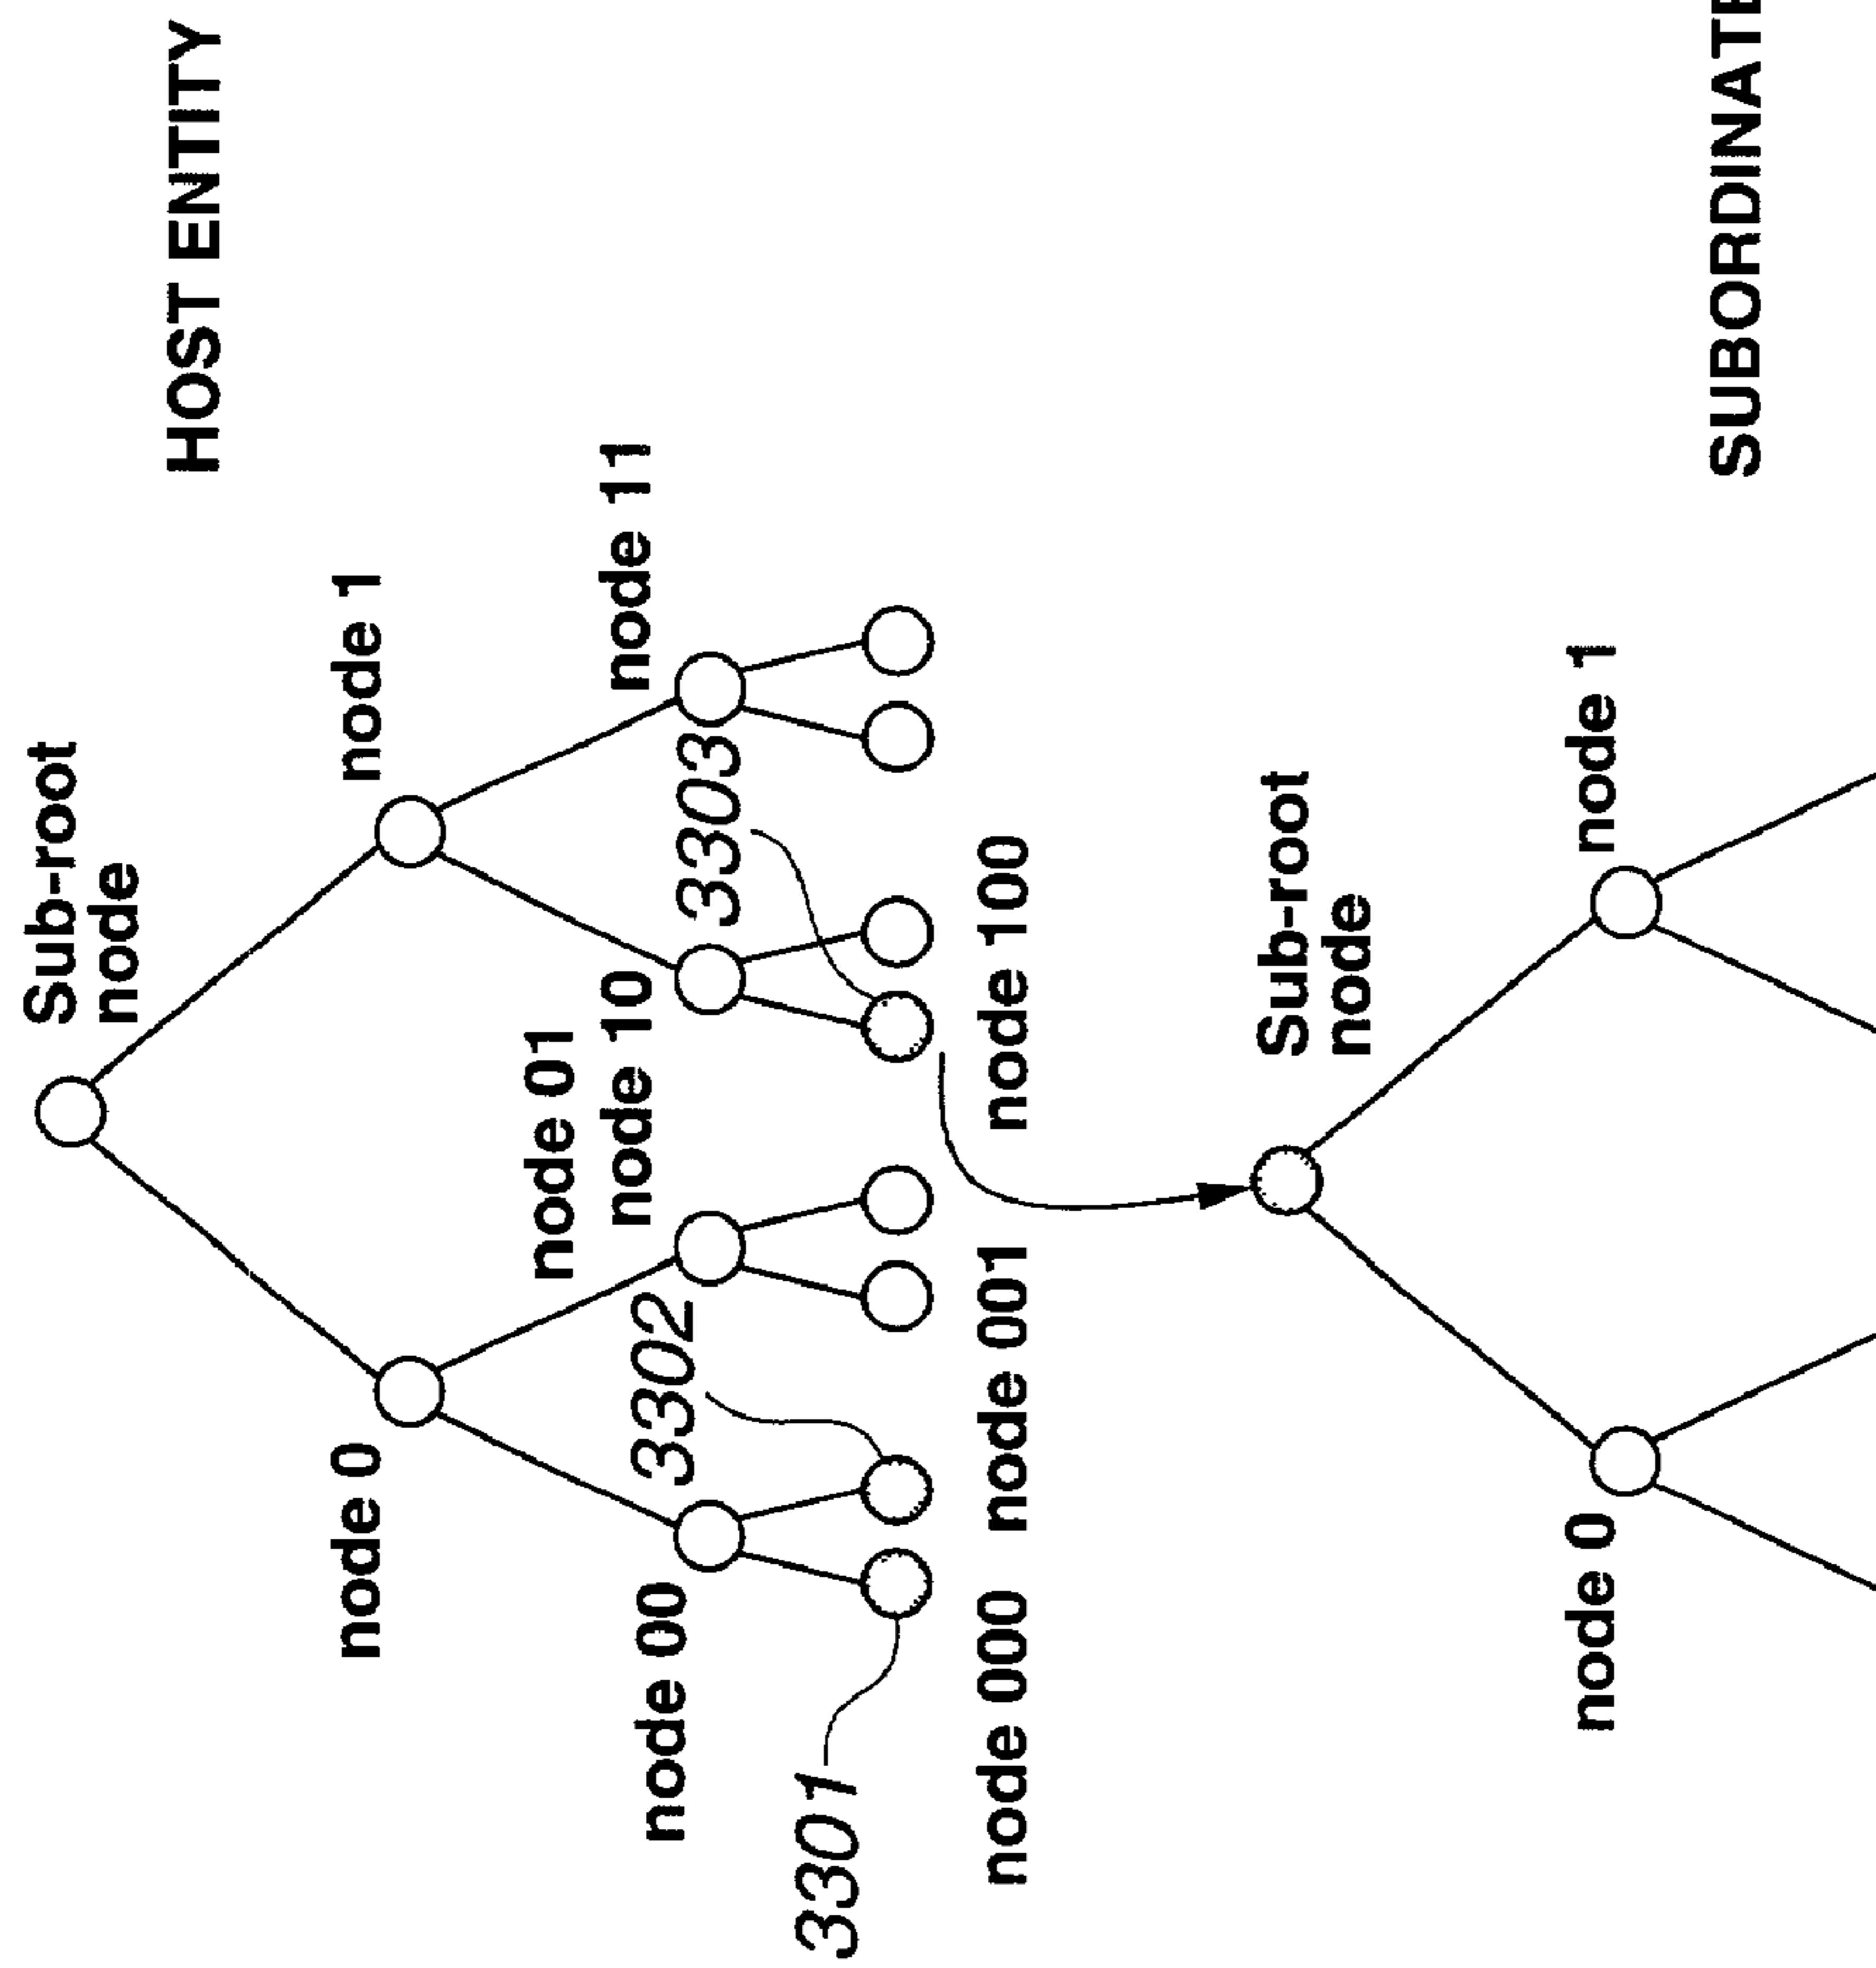 HOST ENTITY
Sub-root
node
node 0
node 1
node 00
node 01
node 10
node 11
3301
3302
3303
node 000
node 001
node 100
Sub-root
node
node 0
node 1
SUBORDINATE